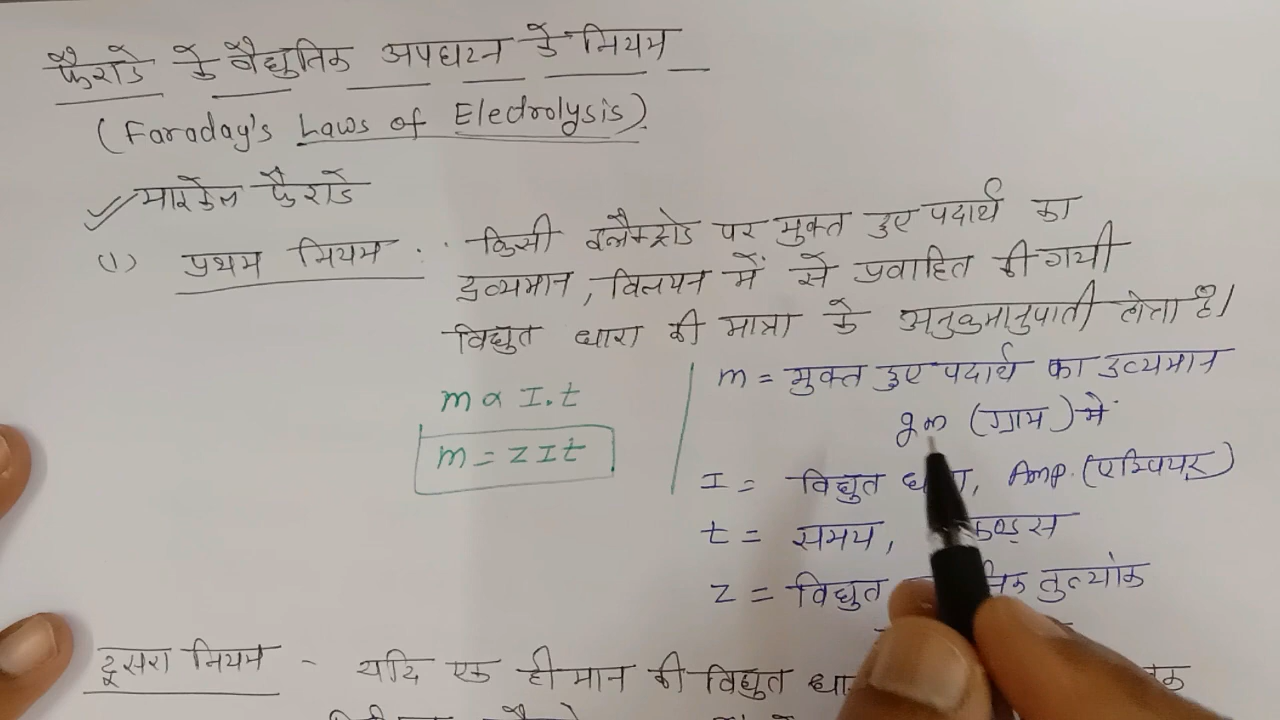 फैराडे के वैद्युतिक अपघटन के नियम
(Faraday's Laws of Electrolysis)
माइकेल फैराडे
(1) प्रथम नियम : किसी इलैक्ट्रोड पर मुक्त हुए पदार्थ का
द्रव्यमान, विलयन में से प्रवाहित की गयी
विद्युत धारा की मात्रा के अनुक्रमानुपाती होता है।
m ∝ I.t
m = ZIt
m = मुक्त हुए पदार्थ का द्रव्यमान
gm (ग्राम) में
I = विद्युत, Amp. (एम्पियर)
t = समय,
Z = विद्युत तुल्यांक
दूसरा नियम - यदि एक ही मान की विद्युत